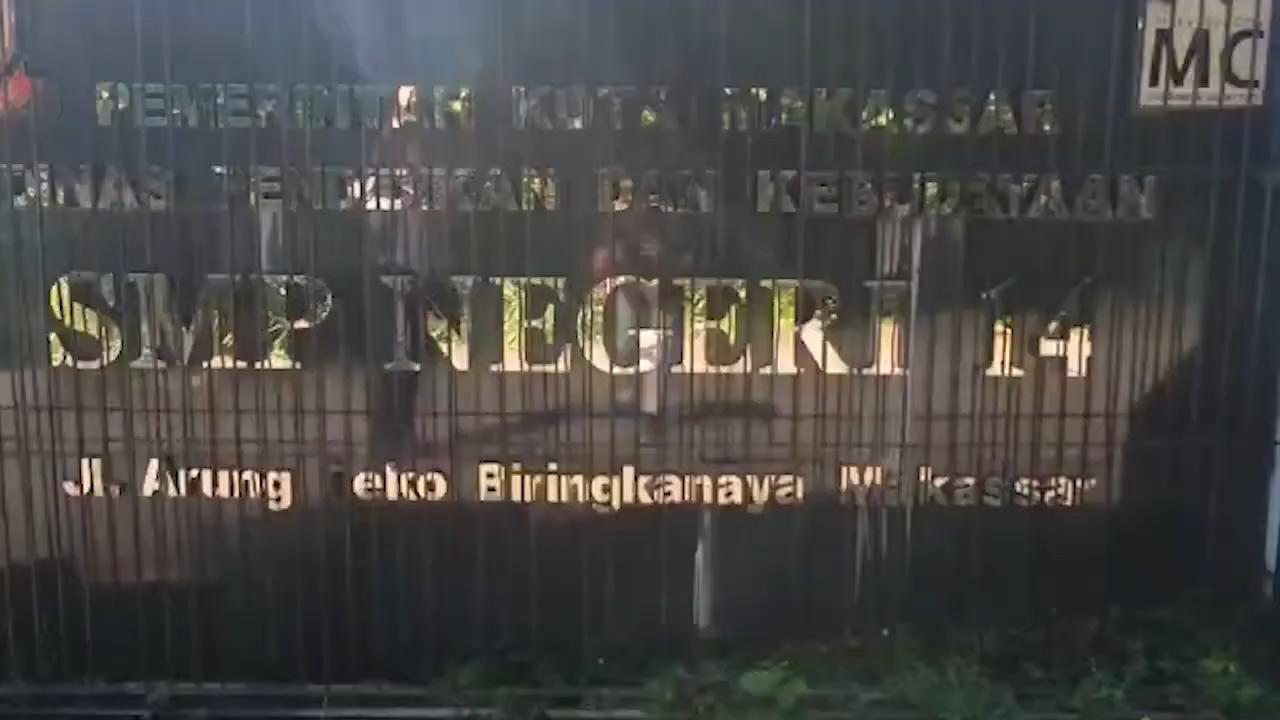 MC
PEMERINTAH KOTA MAKASSAR
DINAS PENDIDIKAN DAN KEBUDAYAAN
SMP NEGERI 14
Jl. Arung Teko Biringkanaya Makassar